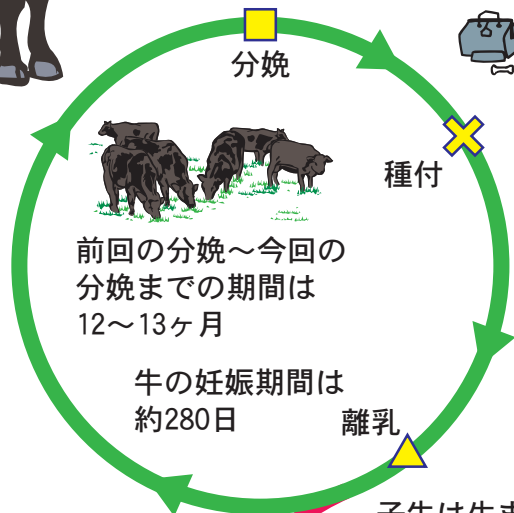 分娩
種付
前回の分娩～今回の
分娩までの期間は
12～13ヶ月
牛の妊娠期間は
約280日
離乳